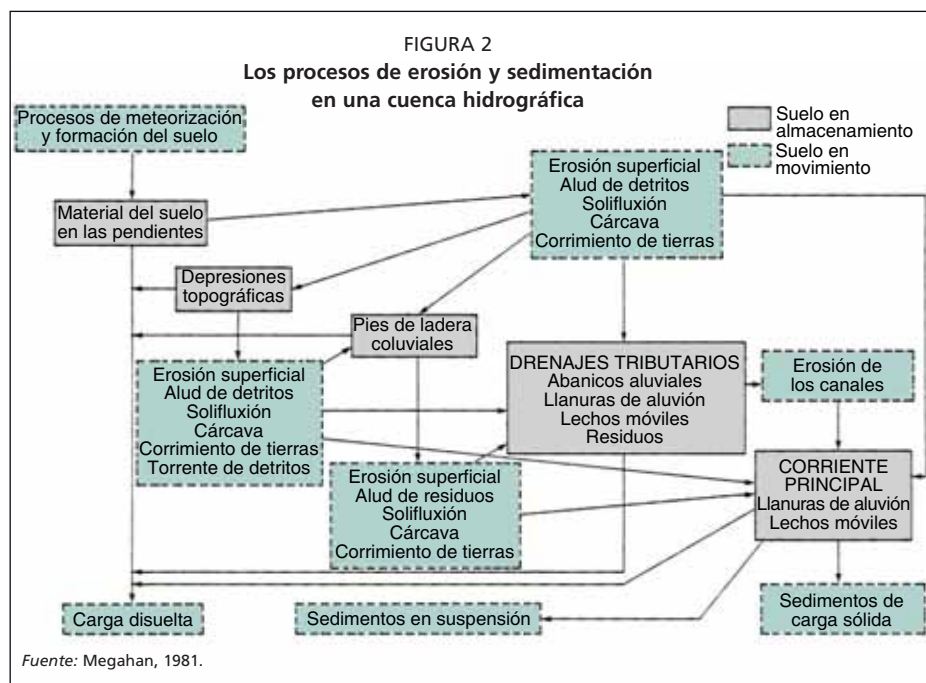 FIGURA 2
Los procesos de erosión y sedimentación
en una cuenca hidrográfica
Procesos de meteorización
y formación del suelo
Suelo en
almacenamiento
Suelo en
movimiento
Erosión superficial
Alud de detritos
Solifluxión
Cárcava
Corrimiento de tierras
Material del suelo
en las pendientes
Depresiones
topográficas
Pies de ladera
coluviales
Erosión superficial
Alud de detritos
Solifluxión
Cárcava
Corrimiento de tierras
Torrente de detritos
DRENAJES TRIBUTARIOS
Abanicos aluviales
Llanuras de aluvión
Lechos móviles
Residuos
Erosión de
los canales
Erosión superficial
Alud de residuos
Solifluxión
Cárcava
Corrimiento de tierras
CORRIENTE
PRINCIPAL
Llanuras de aluvión
Lechos móviles
Carga disuelta
Sedimentos en suspensión
Sedimentos de
carga sólida
Fuente: Megahan, 1981.